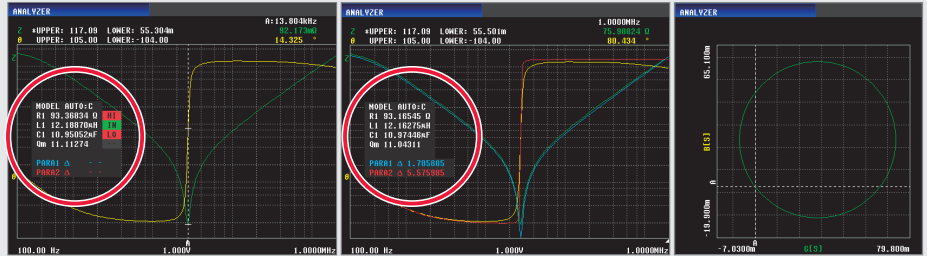 ANALYZER
A:13.804kHz
Z *UPPER: 117.09 LOWER: 55.304m 92.173mΩ
θ UPPER: 105.00 LOWER:-104.00 14.325 °
Z
MODEL AUTO:C
R1 93.36834 Ω HI
L1 12.18870mH IN
C1 10.95052nF LO
Qm 11.11274
PARA1 Δ - -
PARA2 Δ - -
θ
A
100.00 Hz 1.000V 1.0000MHz
ANALYZER
1.0000MHz
Z *UPPER: 117.09 LOWER: 55.501m 75.98024 Ω
θ UPPER: 105.00 LOWER:-104.00 80.434 °
Z
MODEL AUTO:C
R1 93.16545 Ω
L1 12.16275mH
C1 10.97446nF
Qm 11.04311
PARA1 Δ 1.785885
PARA2 Δ 5.575985
θ
100.00 Hz 1.000V 1.0000MHz
A
ANALYZER
85.100m
B[S]
A
-19.900m
A
-7.0300m G[S] 79.800m